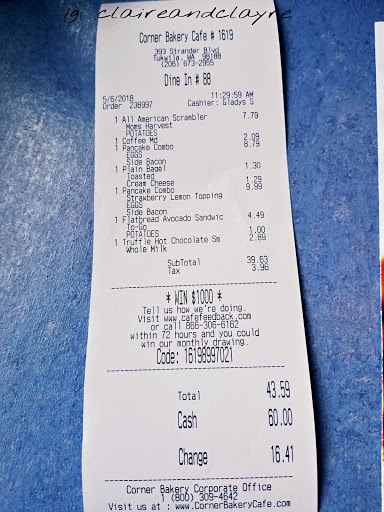 ig: claireandclayre
Corner Bakery Cafe # 1619
393 Strander Blvd
Tukwila, WA 98188
(206) 673-2955
Dine In # 88
5/6/2018 11:29:59 AM
Order 238997 Cashier: Gladys S
1 All American Scrambler 7.79
Moms Harvest
POTATOES
1 Coffee Md 2.09
1 Pancake Combo 8.79
EGGS
Side Bacon
1 Plain Bagel 1.30
Toasted
Cream Cheese 1.29
1 Pancake Combo 9.99
Strawberry Lemon Topping
EGGS
Side Bacon
1 Flatbread Avocado Sandwic 4.49
To-Go
POTATOES 1.00
1 Truffle Hot Chocolate Sm 2.89
Whole Milk
SubTotal 39.63
Tax 3.96
* WIN $1000 *
Tell us how we're doing.
Visit www.cafefeedback.com
or call 866-306-6162
within 72 hours and you could
win our monthly drawing.
Code: 16198997021
Total 43.59
Cash 60.00
Change 16.41
Corner Bakery Corporate Office
1 (800) 309-4642
Visit us at : www.CornerBakeryCafe.com